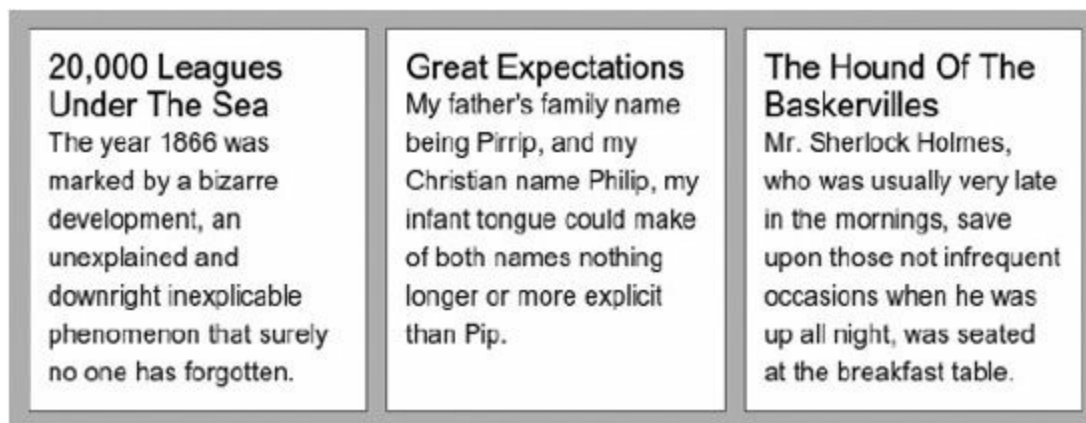 20,000 Leagues
Under The Sea
The year 1866 was
marked by a bizarre
development, an
unexplained and
downright inexplicable
phenomenon that surely
no one has forgotten.
Great Expectations
My father's family name
being Pirrip, and my
Christian name Philip, my
infant tongue could make
of both names nothing
longer or more explicit
than Pip.
The Hound Of The
Baskervilles
Mr. Sherlock Holmes,
who was usually very late
in the mornings, save
upon those not infrequent
occasions when he was
up all night, was seated
at the breakfast table.